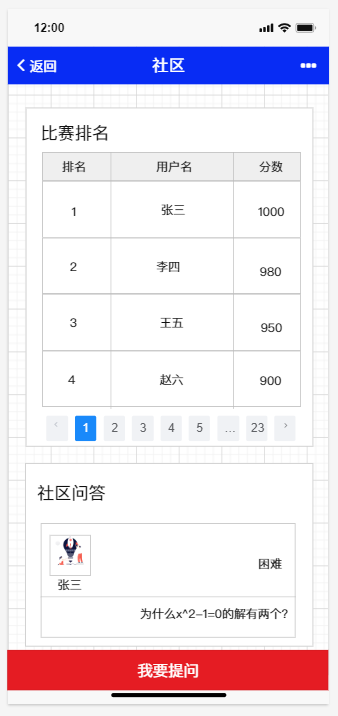 12:00
返回 社区 •••
比赛排名
排名 用户名 分数
1 张三 1000
2 李四 980
3 王五 950
4 赵六 900
‹ 1 2 3 4 5 … 23 ›
社区问答
困难
张三
为什么x^2-1=0的解有两个?
我要提问